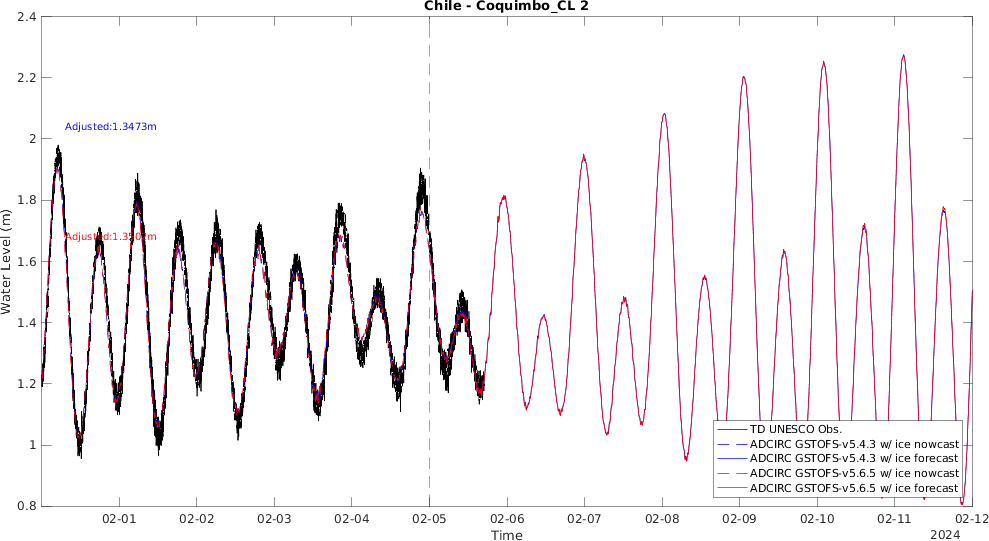 Chile - Coquimbo_CL 2
2.4
2.2
2
1.8
1.6
1.4
1.2
1
0.8
Water Level (m)
Adjusted:1.3473m
Adjusted:1.3502m
TD UNESCO Obs.
ADCIRC GSTOFS-v5.4.3 w/ ice nowcast
ADCIRC GSTOFS-v5.4.3 w/ ice forecast
ADCIRC GSTOFS-v5.6.5 w/ ice nowcast
ADCIRC GSTOFS-v5.6.5 w/ ice forecast
02-01 02-02 02-03 02-04 02-05 02-06 02-07 02-08 02-09 02-10 02-11 02-12
Time
2024